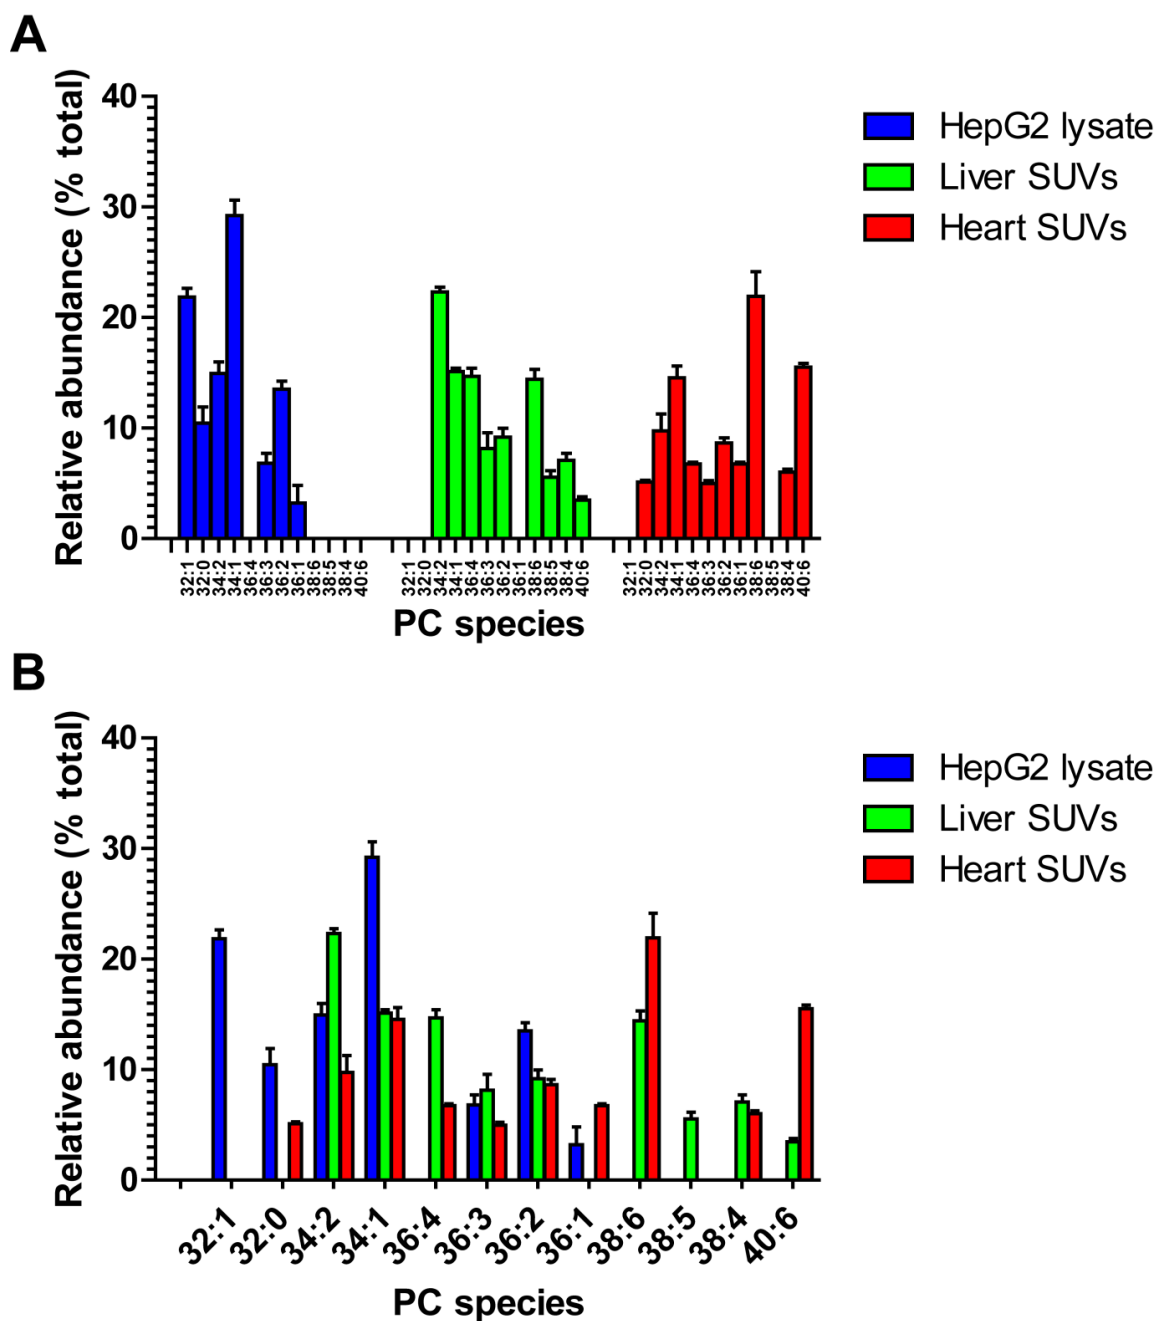 A
Relative abundance (% total)
40
30
20
10
0
HepG2 lysate
Liver SUVs
Heart SUVs
32:1 32:0 34:2 34:1 36:4 36:3 36:2 36:1 38:6 38:5 38:4 40:6 32:1 32:0 34:2 34:1 36:4 36:3 36:2 36:1 38:6 38:5 38:4 40:6 32:1 32:0 34:2 34:1 36:4 36:3 36:2 36:1 38:6 38:5 38:4 40:6
PC species
B
Relative abundance (% total)
40
30
20
10
0
HepG2 lysate
Liver SUVs
Heart SUVs
32:1 32:0 34:2 34:1 36:4 36:3 36:2 36:1 38:6 38:5 38:4 40:6
PC species